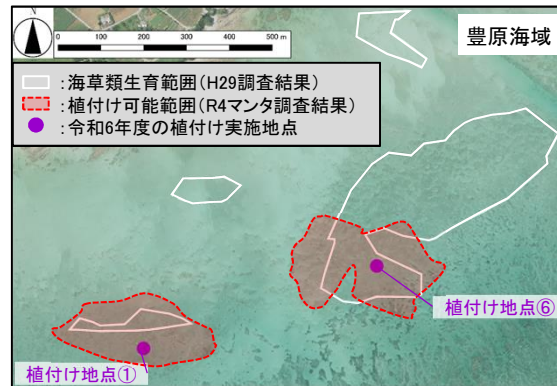 N
豊原海域
0 100 200 300 400 500 m
:海草類生育範囲(H29調査結果)
:植付け可能範囲(R4マンタ調査結果)
:令和6年度の植付け実施地点
植付け地点⑥
植付け地点①